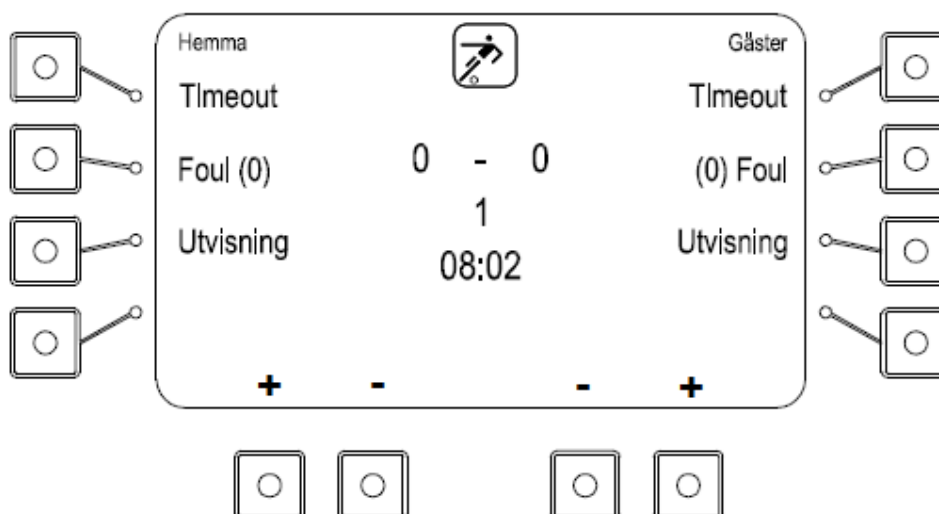 Hemma Gäster
TImeout TImeout
0 - 0
Foul (0) (0) Foul
1
Utvisning Utvisning
08:02
+ - - +